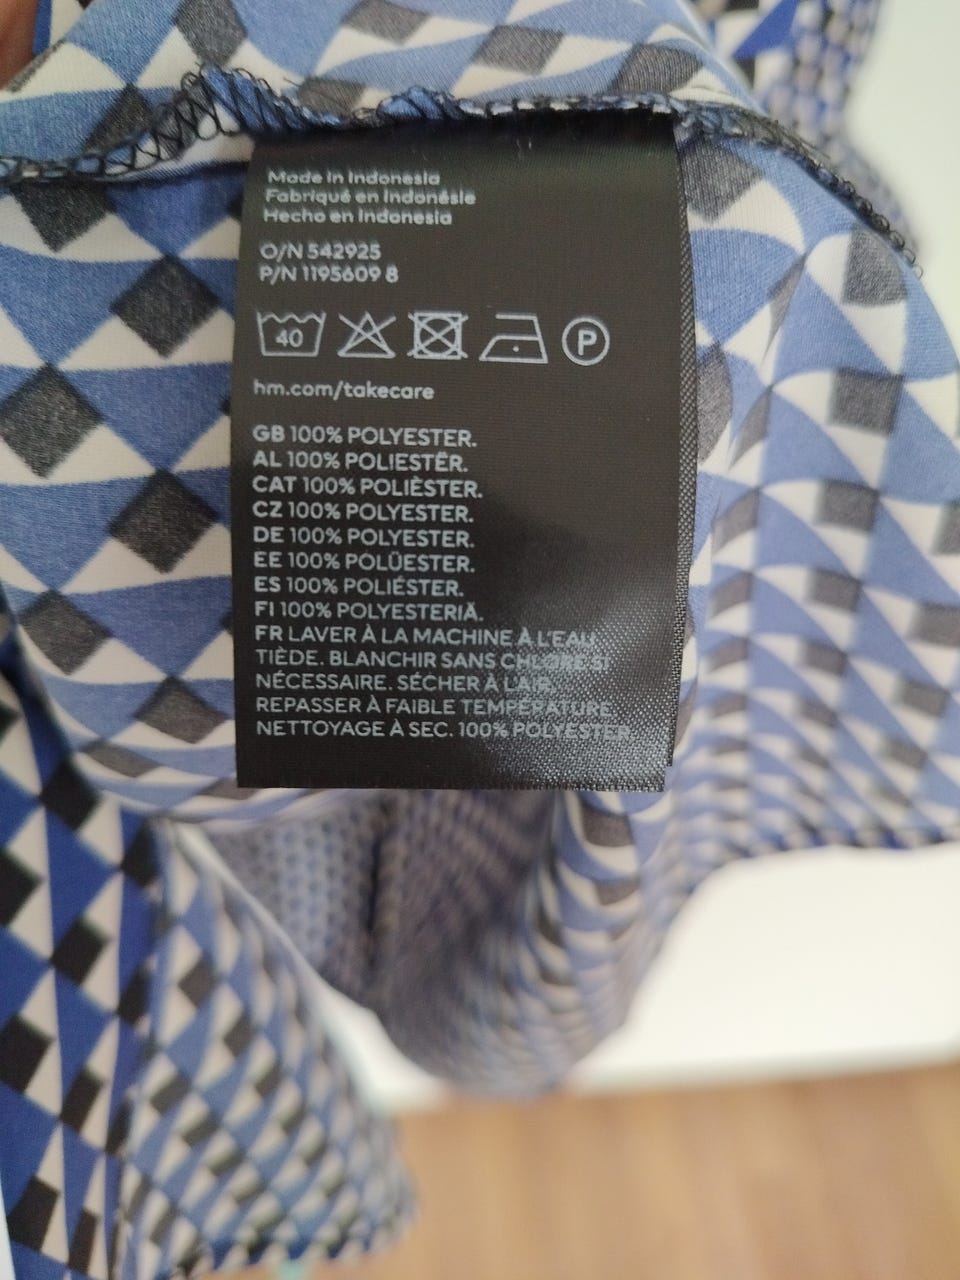 Made in Indonesia
Fabriqué en Indonésie
Hecho en Indonesia
O/N 542925
P/N 1195609 8
40 P
hm.com/takecare
GB 100% POLYESTER.
AL 100% POLIESTËR.
CAT 100% POLIÈSTER.
CZ 100% POLYESTER.
DE 100% POLYESTER.
EE 100% POLÜESTER.
ES 100% POLIÉSTER.
FI 100% POLYESTERIÄ.
FR LAVER À LA MACHINE À L'EAU
TIÈDE. BLANCHIR SANS CHLORE SI
NÉCESSAIRE. SÉCHER À L'AIR.
REPASSER À FAIBLE TEMPÉRATURE.
NETTOYAGE À SEC. 100% POLYESTER.